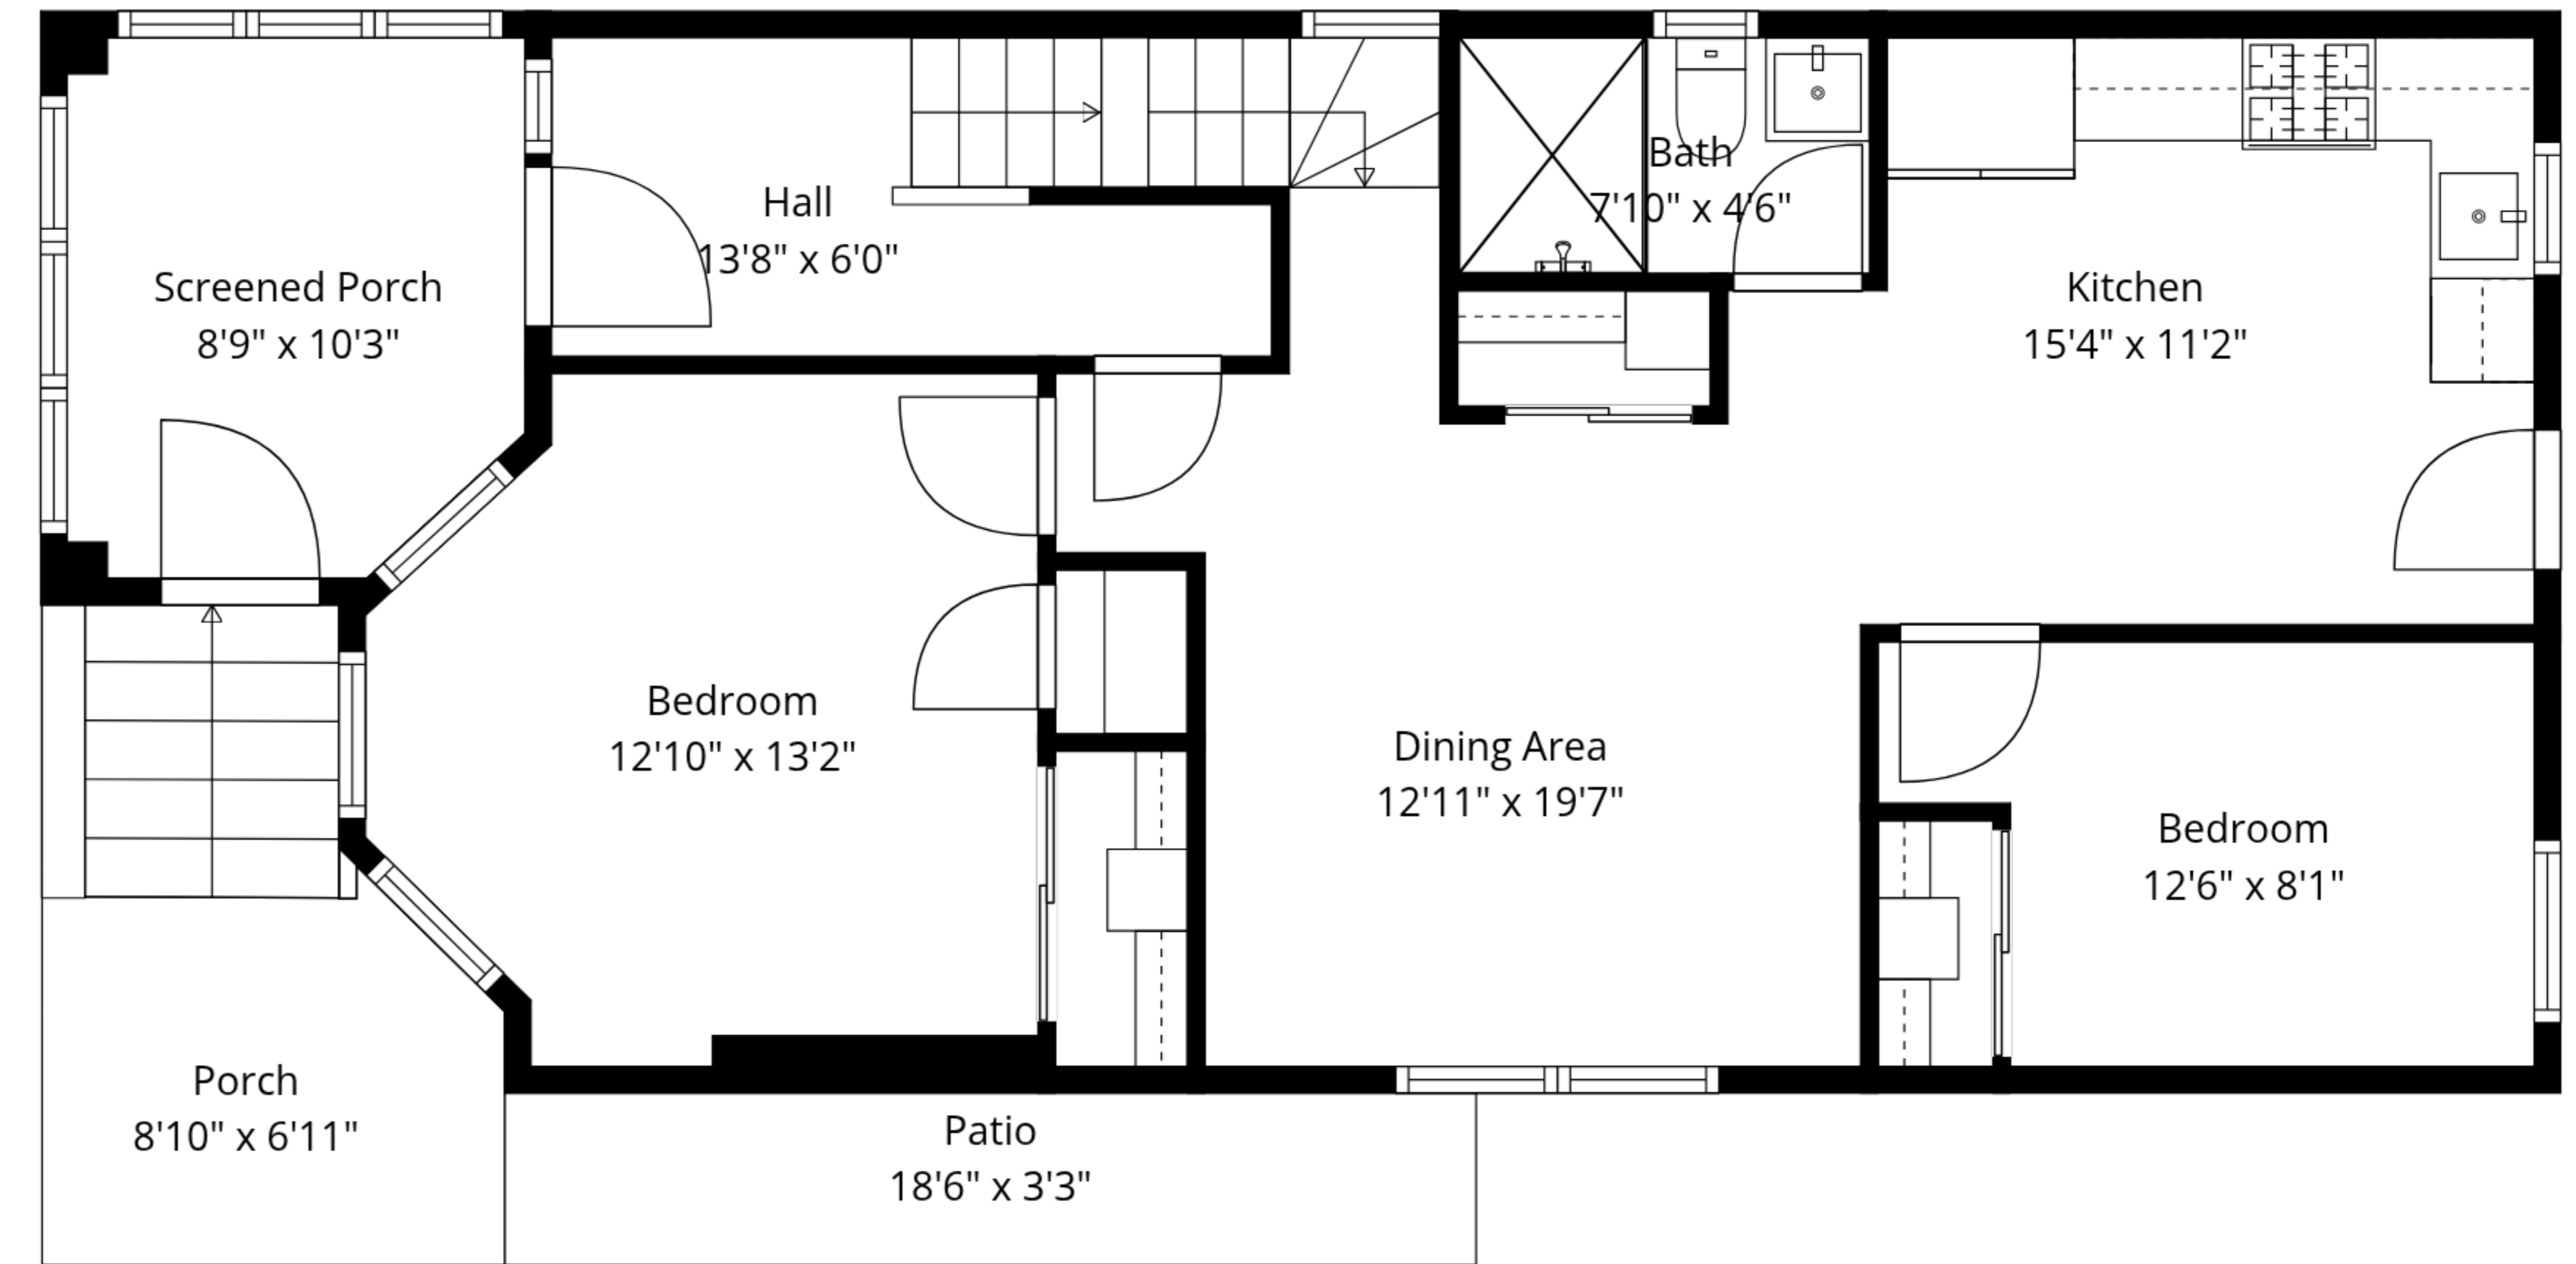 Hall
13'8" x 6'0"
Bath
7'10" x 4'6"
Screened Porch
8'9" x 10'3"
Kitchen
15'4" x 11'2"
Bedroom
12'10" x 13'2"
Dining Area
12'11" x 19'7"
Bedroom
12'6" x 8'1"
Porch
8'10" x 6'11"
Patio
18'6" x 3'3"